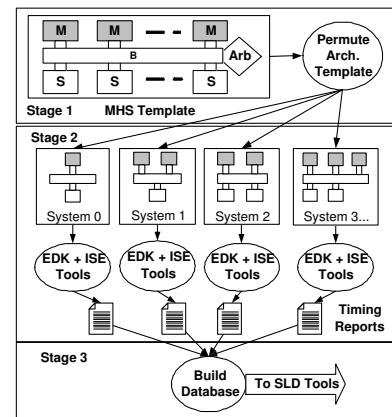 M M M
B Arb
S S S
Permute
Arch.
Template
Stage 1 MHS Template
Stage 2
System 0 System 1 System 2 System 3...
EDK + ISE EDK + ISE EDK + ISE EDK + ISE
Tools Tools Tools Tools
Timing
Reports
Stage 3
Build
Database
To SLD Tools